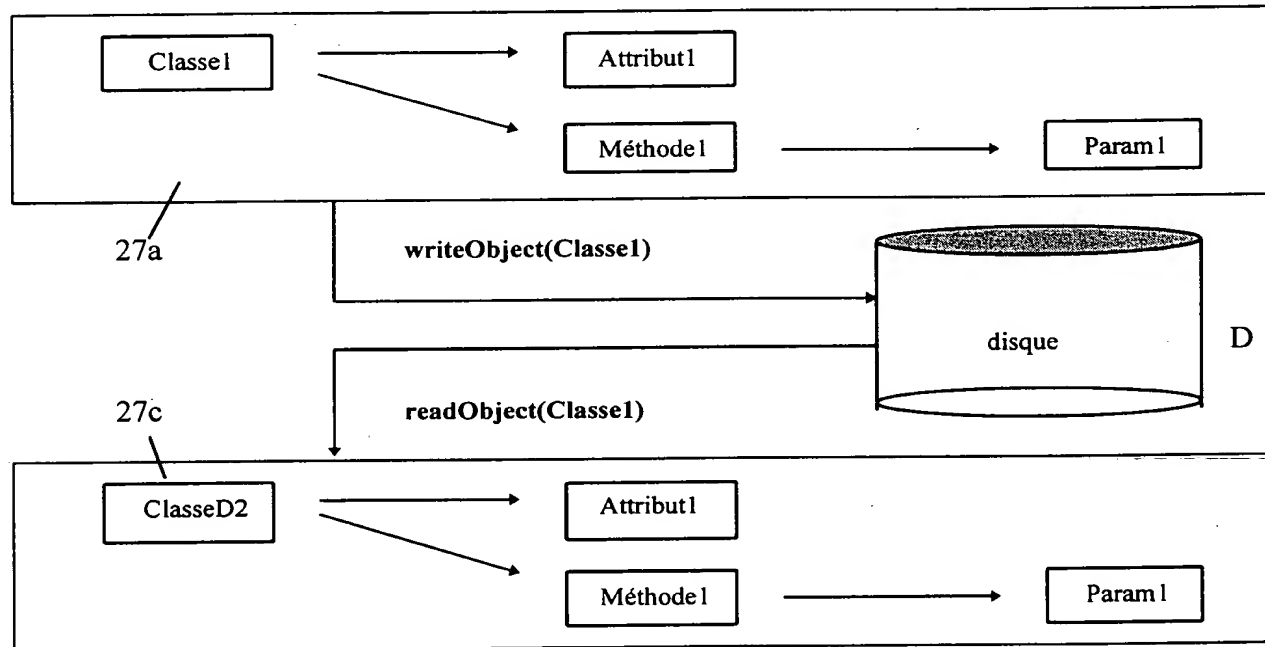 Classe1
Attribut1
Méthode1
Param1
27a
writeObject(Classe1)
disque
D
27c
readObject(Classe1)
ClasseD2
Attribut1
Méthode1
Param1